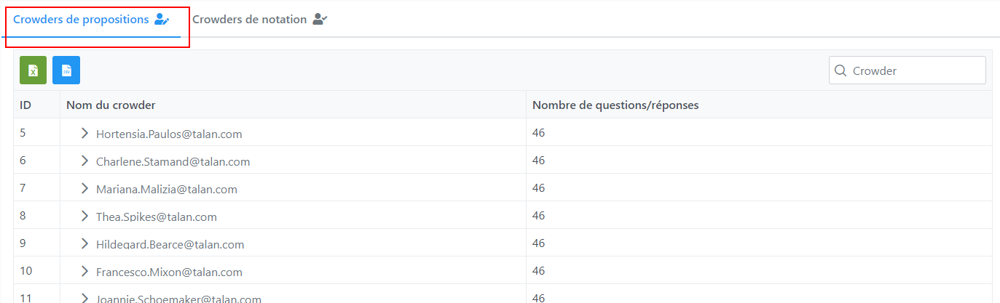 Crowders de propositions Crowders de notation
X CSV Crowder
ID Nom du crowder Nombre de questions/réponses
5 Hortensia.Paulos@talan.com 46
6 Charlene.Stamand@talan.com 46
7 Mariana.Malizia@talan.com 46
8 Thea.Spikes@talan.com 46
9 Hildegard.Bearce@talan.com 46
10 Francesco.Mixon@talan.com 46
11 Joannie.Schoemaker@talan.com 46